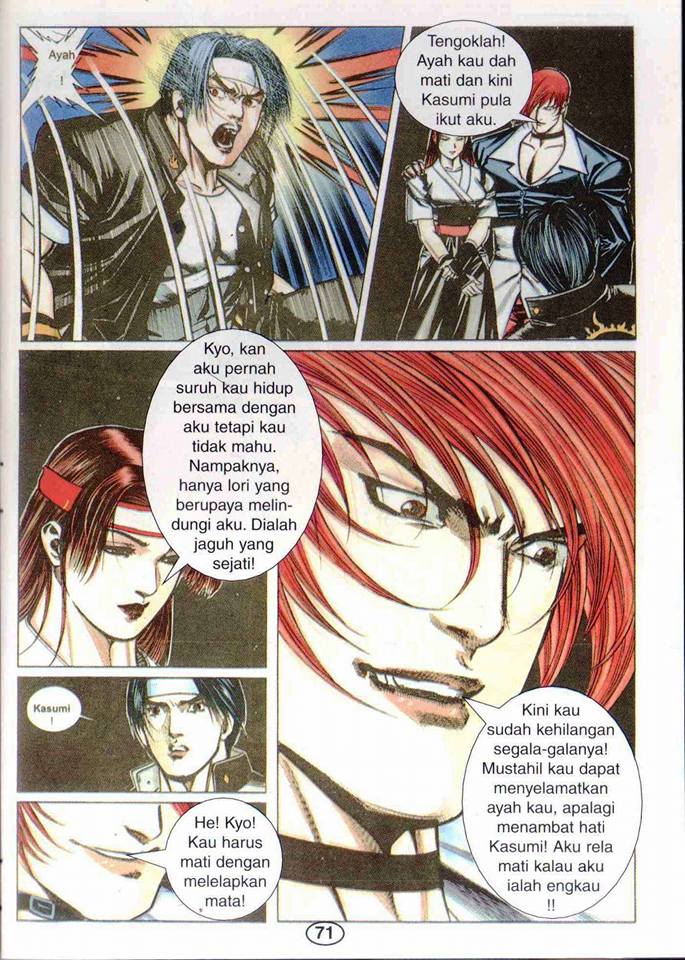 Ayah
!
Tengoklah!
Ayah kau dah
mati dan kini
Kasumi pula
ikut aku.
Kyo, kan
aku pernah
suruh kau hidup
bersama dengan
aku tetapi kau
tidak mahu.
Nampaknya,
hanya lori yang
berupaya melin-
dungi aku. Dialah
jaguh yang
sejati!
Kasumi
!
He! Kyo!
Kau harus
mati dengan
melelapkan
mata!
Kini kau
sudah kehilangan
segala-galanya!
Mustahil kau dapat
menyelamatkan
ayah kau, apalagi
menambat hati
Kasumi! Aku rela
mati kalau aku
ialah engkau
!!
71